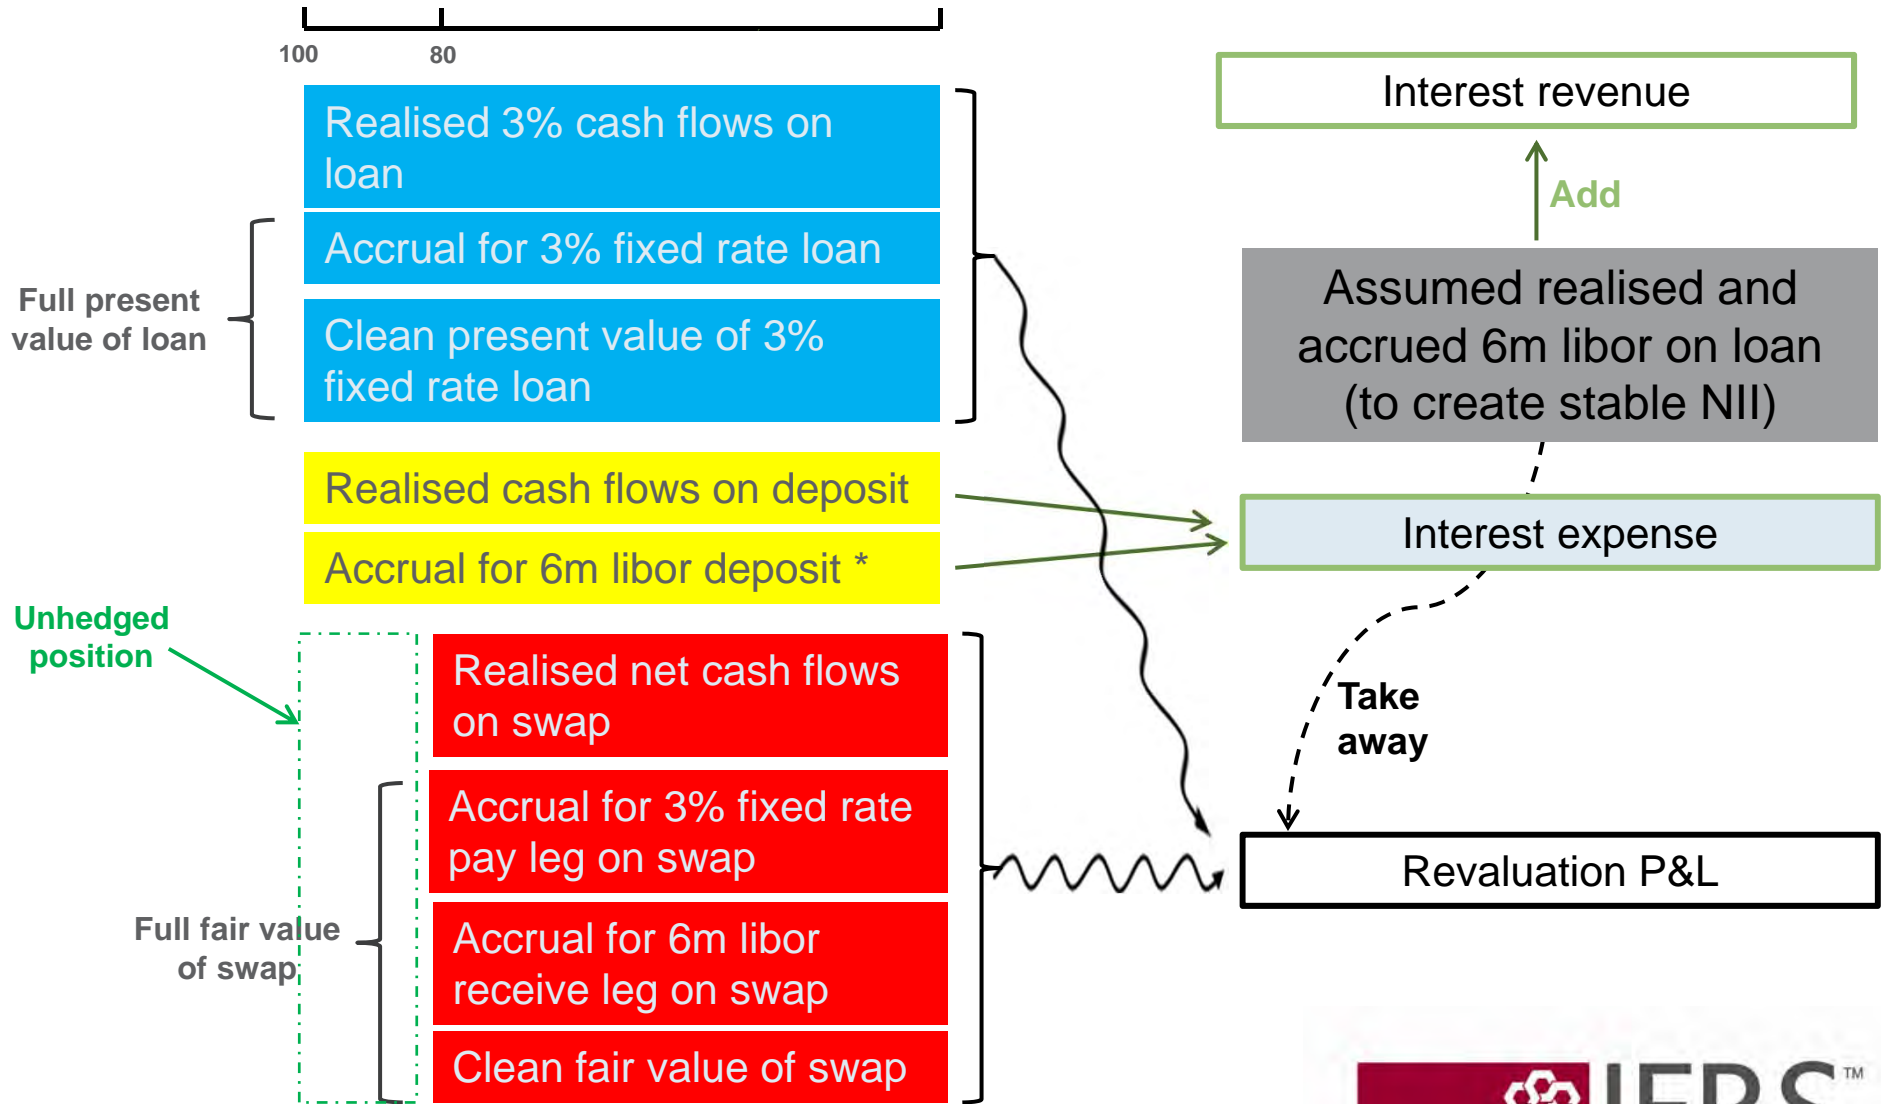 100
80
Realised 3% cash flows on
loan
Accrual for 3% fixed rate loan
Clean present value of 3%
fixed rate loan
Full present
value of loan
Realised cash flows on deposit
Accrual for 6m libor deposit *
Unhedged
position
Realised net cash flows
on swap
Accrual for 3% fixed rate
pay leg on swap
Accrual for 6m libor
receive leg on swap
Clean fair value of swap
Full fair value
of swap
Interest revenue
Add
Assumed realised and
accrued 6m libor on loan
(to create stable NII)
Interest expense
Take
away
Revaluation P&L
IFRS™